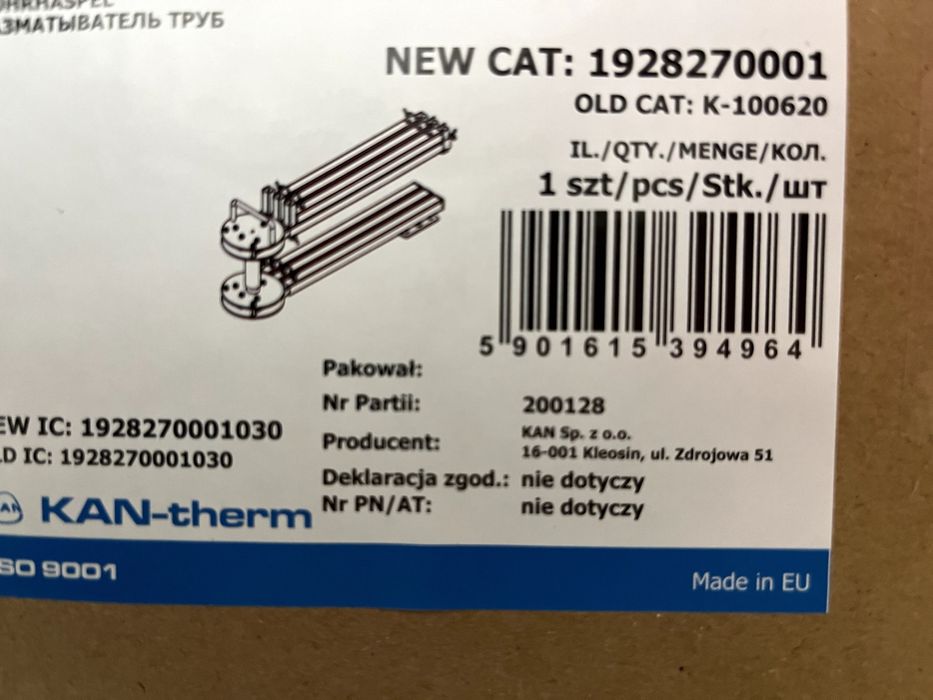 ЗМАТЫВАТЕЛЬ ТРУБ
NEW CAT: 1928270001
OLD CAT: K-100620
IL./QTY./MENGE/КОЛ.
1 szt/pcs/Stk./шт
5 901615 394964
Pakował:
Nr Partii: 200128
Producent: KAN Sp. z o.o.
16-001 Kleosin, ul. Zdrojowa 51
Deklaracja zgod.: nie dotyczy
Nr PN/AT: nie dotyczy
EW IC: 1928270001030
LD IC: 1928270001030
KAN-therm
SO 9001
Made in EU